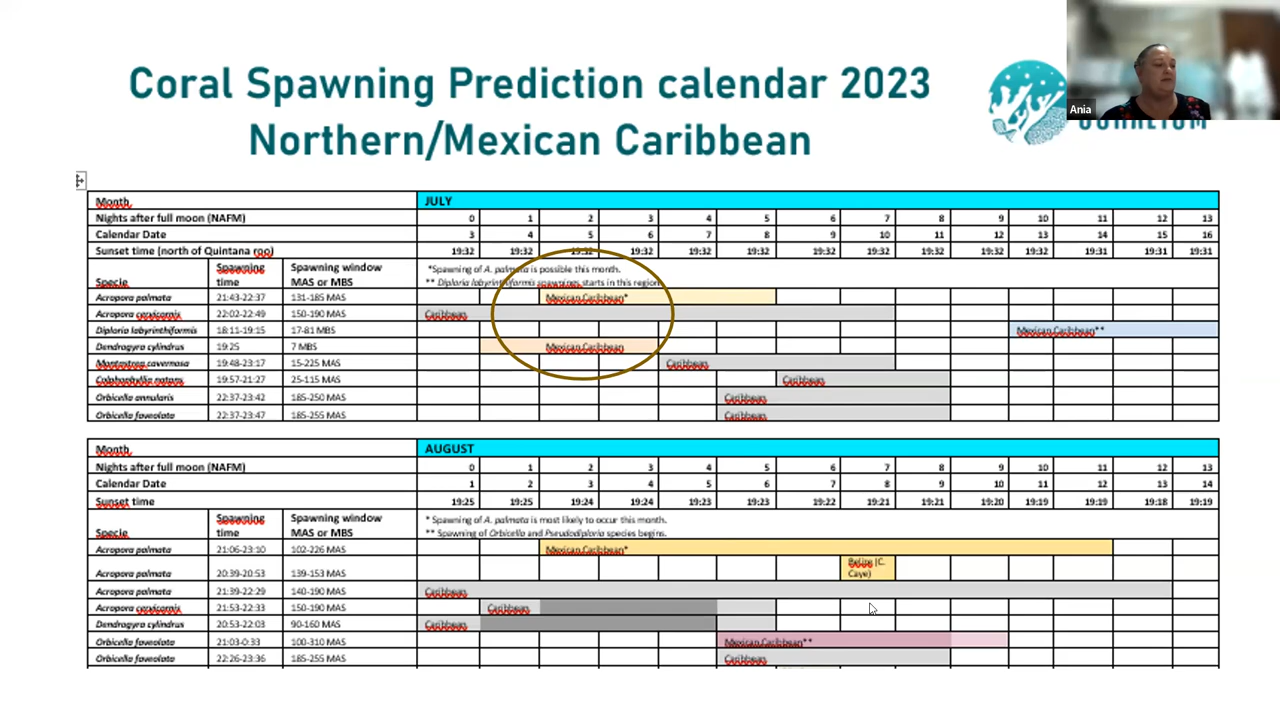 Coral Spawning Prediction calendar 2023
Northern/Mexican Caribbean
Ania
Month JULY
Nights after full moon (NAFM) 0 1 2 3 4 5 6 7 8 9 10 11 12 13
Calendar Date 3 4 5 6 7 8 9 10 11 12 13 14 15 16
Sunset time (north of Quintana roo) 19:32 19:32 19:32 19:32 19:32 19:32 19:32 19:32 19:32 19:32 19:32 19:31 19:31 19:31
Specie Spawning time Spawning window MAS or MBS
*Spawning of A. palmata is possible this month.
** Diploria labyrinthiformis spawnings starts in this region.
Acropora palmata 21:43-22:37 131-185 MAS Mexican Caribbean*
Acropora cervicornis 22:02-22:49 150-190 MAS Caribbean
Diploria labyrinthiformis 18:11-19:15 17-81 MBS Mexican Caribbean**
Dendrogyra cylindrus 19:25 7 MBS Mexican Caribbean
Montastrea cavernosa 19:48-23:17 15-225 MAS Caribbean
Colpophyllia natans 19:57-21:27 25-115 MAS Caribbean
Orbicella annularis 22:37-23:42 185-250 MAS Caribbean
Orbicella faveolata 22:37-23:47 185-255 MAS Caribbean
Month AUGUST
Nights after full moon (NAFM) 0 1 2 3 4 5 6 7 8 9 10 11 12 13
Calendar Date 1 2 3 4 5 6 7 8 9 10 11 12 13 14
Sunset time 19:25 19:25 19:24 19:24 19:23 19:23 19:22 19:21 19:21 19:20 19:19 19:19 19:18 19:19
Specie Spawning time Spawning window MAS or MBS
* Spawning of A. palmata is most likely to occur this month.
** Spawning of Orbicella and Pseudodiploria species begins.
Acropora palmata 21:06-23:10 102-226 MAS Mexican Caribbean*
Acropora palmata 20:39-20:53 139-153 MAS Belize (C. Caye)
Acropora palmata 21:39-22:29 140-190 MAS Caribbean
Acropora cervicornis 21:53-22:33 150-190 MAS Caribbean
Dendrogyra cylindrus 20:53-22:03 90-160 MAS Caribbean
Orbicella faveolata 21:03-0:33 100-310 MAS Mexican Caribbean**
Orbicella faveolata 22:26-23:36 185-255 MAS Caribbean